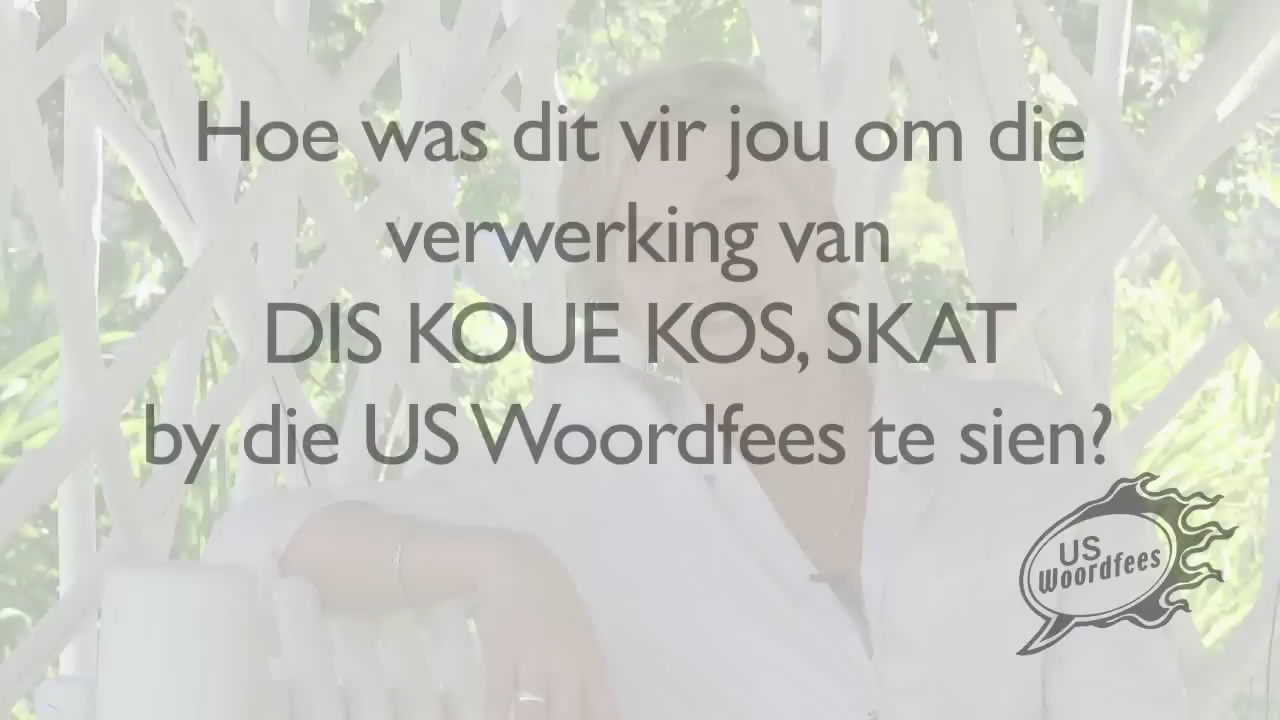 Hoe was dit vir jou om die
verwerking van
DIS KOUE KOS, SKAT
by die US Woordfees te sien?
US
Woordfees